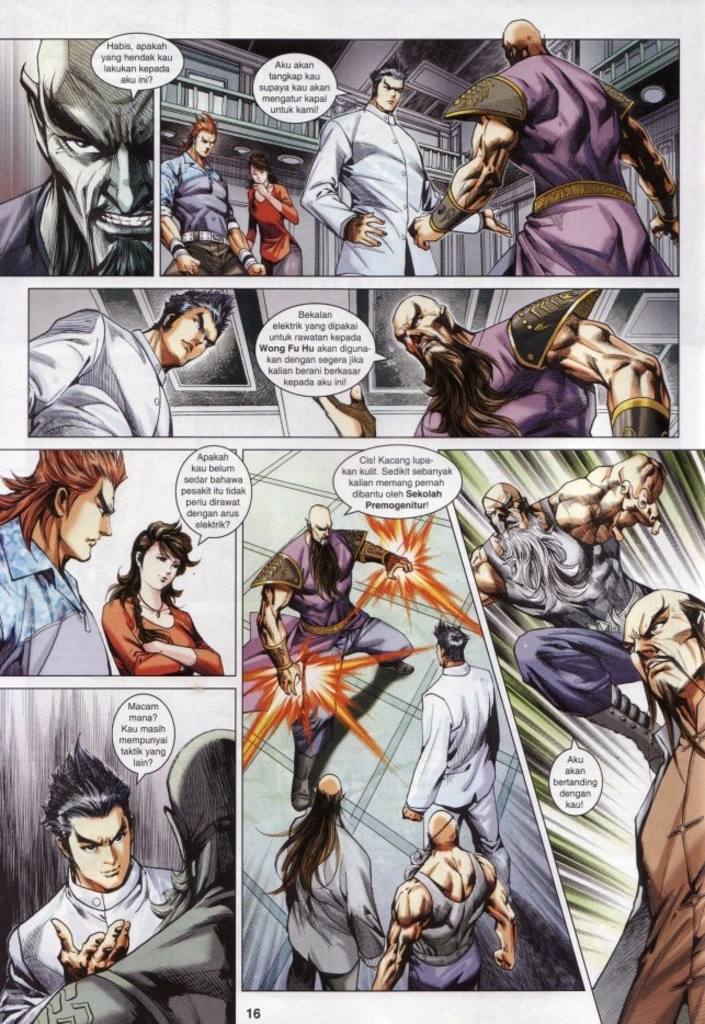 Habis, apakah
yang hendak kau
lakukan kepada
aku ini?
Aku akan
tangkap kau
supaya kau akan
mengatur kapal
untuk kami!
Bekalan
elektrik yang dipakai
untuk rawatan kepada
Wong Fu Hu akan diguna-
kan dengan segera jika
kalian berani berkasar
kepada aku ini!
Apakah
kau belum
sedar bahawa
pesakit itu tidak
perlu dirawat
dengan arus
elektrik?
Cis! Kacang lupa-
kan kulit. Sedikit sebanyak
kalian memang pernah
dibantu oleh Sekolah
Premogenitur!
Macam
mana?
Kau masih
mempunyai
taktik yang
lain?
Aku
akan
bertanding
dengan
kau!
16